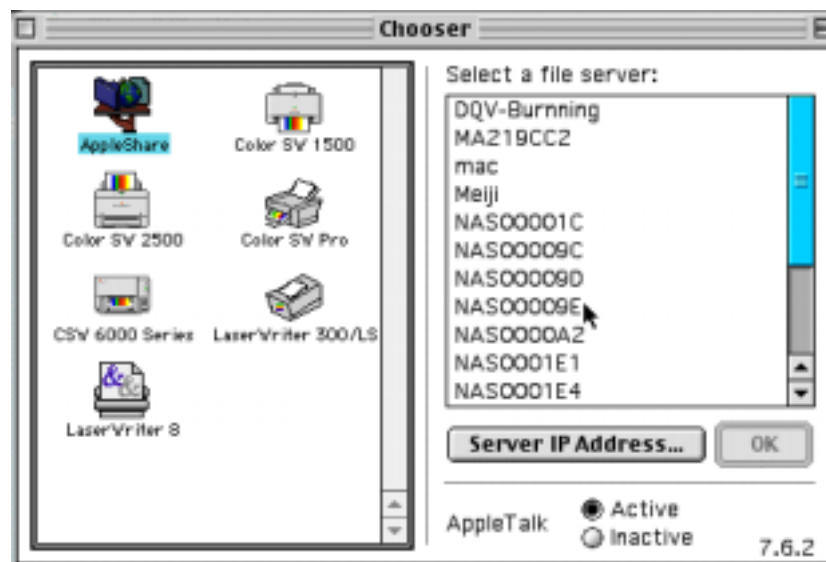 Chooser
AppleShare
Color SW 1500
Color SW 2500
Color SW Pro
CSW 6000 Series
LaserWriter 300/LS
LaserWriter 8
Select a file server:
DQV-Burnning
MA219CC2
mac
Meiji
NAS00001C
NAS00009C
NAS00009D
NAS00009E
NAS0000A2
NAS0001E1
NAS0001E4
Server IP Address...
OK
AppleTalk
Active
Inactive
7.6.2